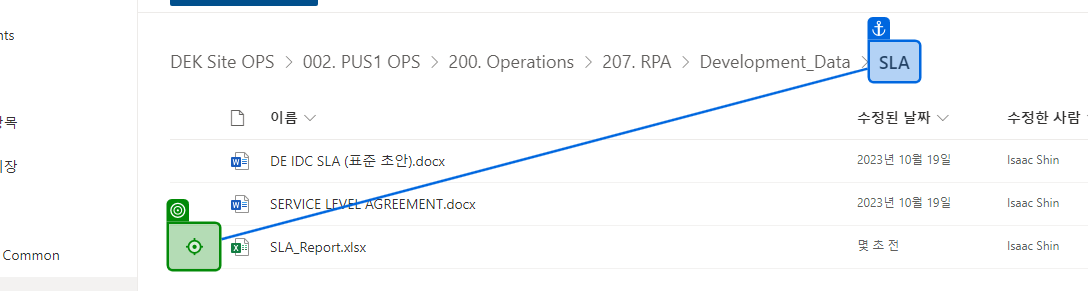 nts
DEK Site OPS > 002. PUS1 OPS > 200. Operations > 207. RPA > Development_Data > SLA
이름 수정된 날짜 수정한 사람
목
DE IDC SLA (표준 초안).docx 2023년 10월 19일 Isaac Shin
장
SERVICE LEVEL AGREEMENT.docx 2023년 10월 19일 Isaac Shin
SLA_Report.xlsx 몇 초 전 Isaac Shin
Common